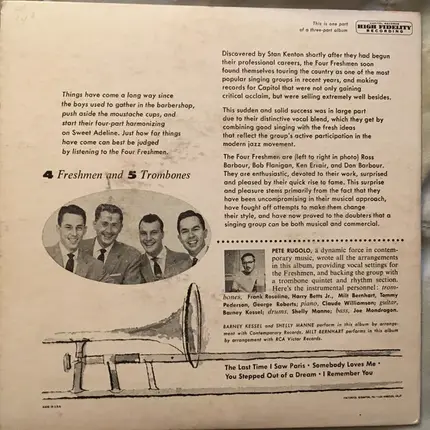 This is one part
of a three-part album
HIGH FIDELITY
RECORDING
Discovered by Stan Kenton shortly after they had begun
their professional careers, the Four Freshmen soon
found themselves touring the country as one of the most
popular singing groups in recent years, and making
records for Capitol that were not only gaining
critical acclaim, but were selling extremely well besides.
Things have come a long way since
the boys used to gather in the barbershop,
push aside the moustache cups, and
start their four-part harmonizing
on Sweet Adeline. Just how far things
have come can best be judged
by listening to the Four Freshmen.
This sudden and solid success was in large part
due to their distinctive vocal blend, which they get by
combining good singing with the fresh ideas
that reflect the group's active participation in the
modern jazz movement.
The Four Freshmen are (left to right in photo) Ross
Barbour, Bob Flanigan, Ken Errair, and Don Barbour.
They are enthusiastic, devoted to their work, surprised
and pleased by their quick rise to fame. This surprise
and pleasure stems primarily from the fact that they
have been uncompromising in their musical approach,
have fought off attempts to make them change
their style, and have now proved to the doubters that a
singing group can be both musical and commercial.
4 Freshmen and 5 Trombones
PETE RUGOLO, a dynamic force in contem-
porary music, wrote all the arrangements
in this album, providing vocal settings for
the Freshmen, and backing the group with
a trombone quintet and rhythm section.
Here's the instrumental personnel: trom-
bones, Frank Rosolino, Harry Betts Jr., Milt Bernhart, Tommy
Pederson, George Roberts; piano, Claude Williamson; guitar,
Barney Kessel; drums, Shelly Manne; bass, Joe Mondragon.
BARNEY KESSEL and SHELLY MANNE perform in this album by arrange-
ment with Contemporary Records. MILT BERNHART performs in this
album by arrangement with RCA Victor Records.
The Last Time I Saw Paris · Somebody Loves Me ·
You Stepped Out of a Dream · I Remember You